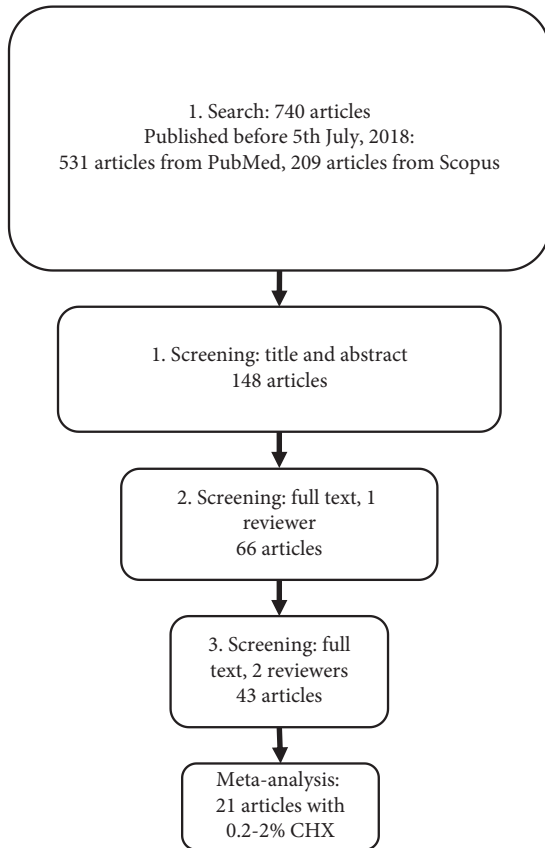 1. Search: 740 articles
Published before 5th July, 2018:
531 articles from PubMed, 209 articles from Scopus
1. Screening: title and abstract
148 articles
2. Screening: full text, 1
reviewer
66 articles
3. Screening: full
text, 2 reviewers
43 articles
Meta-analysis:
21 articles with
0.2-2% CHX